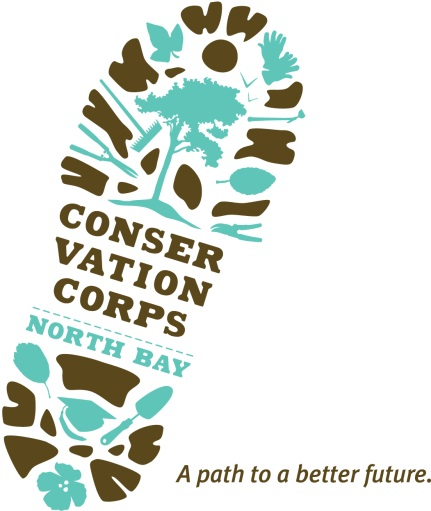 CONSER
VATION
CORPS
NORTH BAY
A path to a better future.